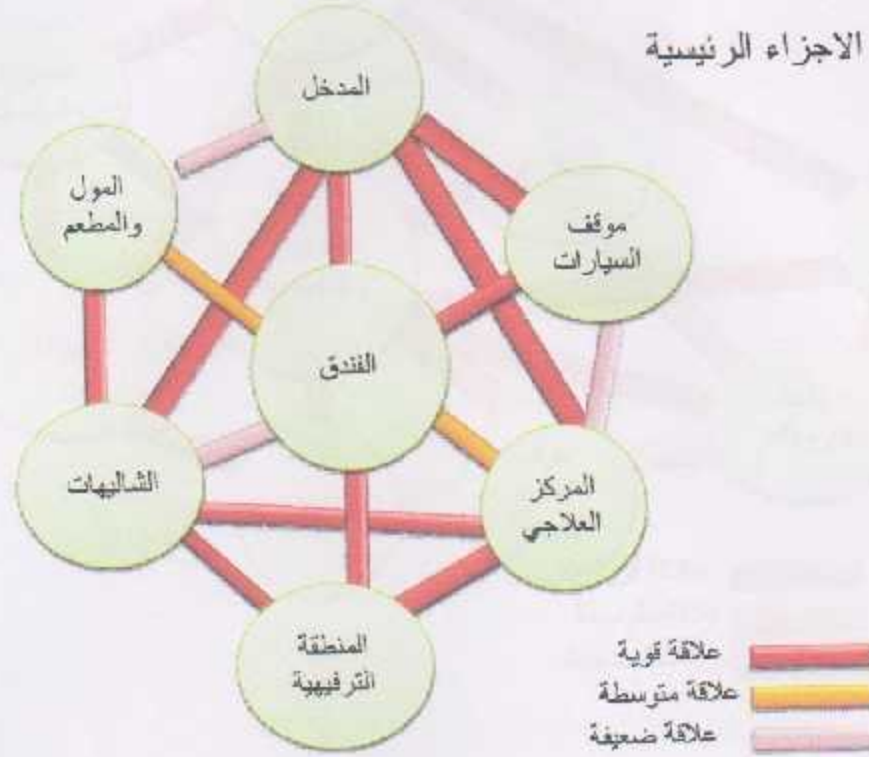 الاجزاء الرئيسية
المدخل
المول
والمطعم
موقف
السيارات
الفندق
الشاليهات
المركز
العلاجي
المنطقة
الترفيهية
علاقة قوية
علاقة متوسطة
علاقة ضعيفة